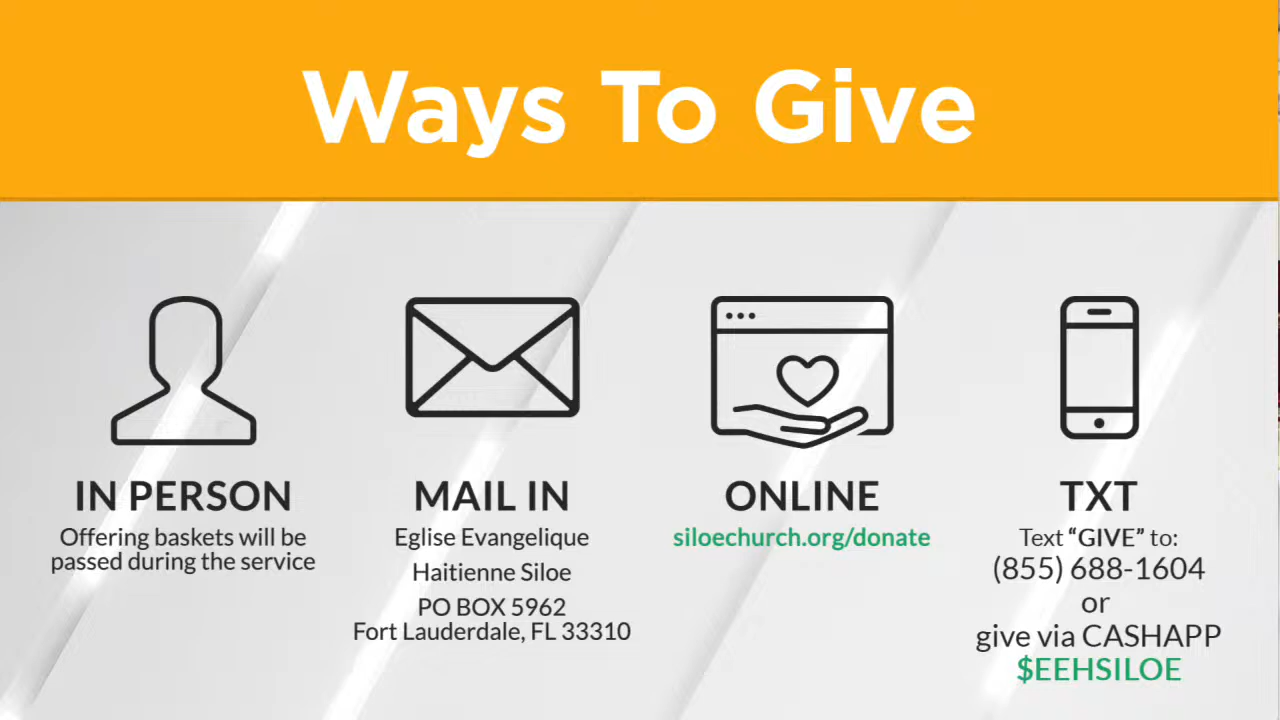 Ways To Give
IN PERSON
Offering baskets will be
passed during the service
MAIL IN
Eglise Evangelique
Haitienne Siloe
PO BOX 5962
Fort Lauderdale, FL 33310
ONLINE
siloechurch.org/donate
TXT
Text “GIVE” to:
(855) 688-1604
or
give via CASHAPP
$EEHSILOE